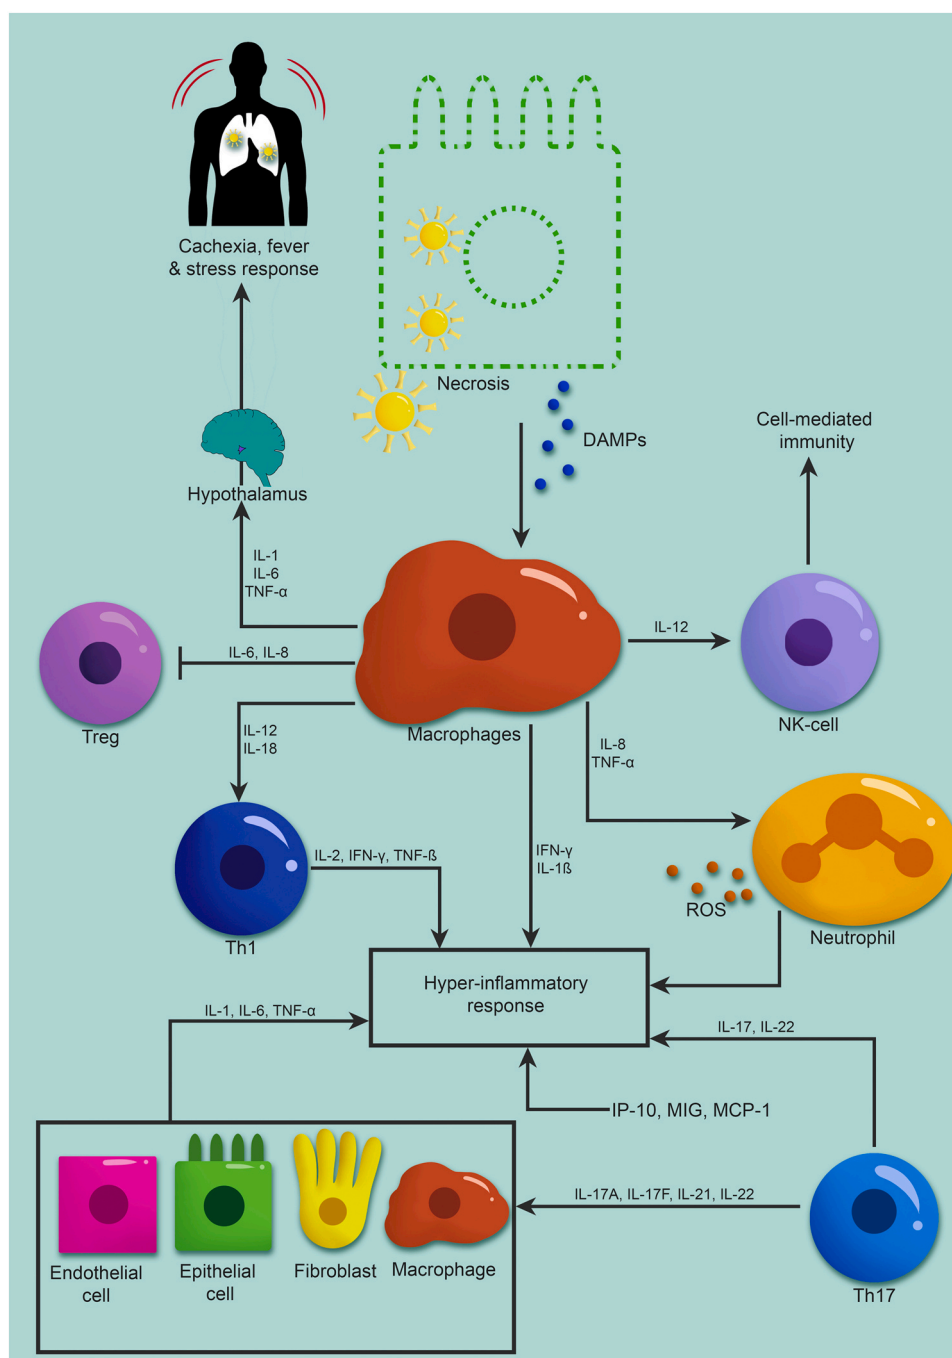 Cachexia, fever
& stress response
Necrosis
DAMPs
Cell-mediated
immunity
Hypothalamus
IL-1
IL-6
TNF-α
IL-12
IL-6, IL-8
Treg
Macrophages
NK-cell
IL-12
IL-18
IL-8
TNF-α
IL-2, IFN-γ, TNF-ß
IFN-γ
IL-1ß
ROS
Th1
Neutrophil
Hyper-inflammatory
response
IL-1, IL-6, TNF-α
IL-17, IL-22
IP-10, MIG, MCP-1
IL-17A, IL-17F, IL-21, IL-22
Endothelial
cell
Epithelial
cell
Fibroblast
Macrophage
Th17